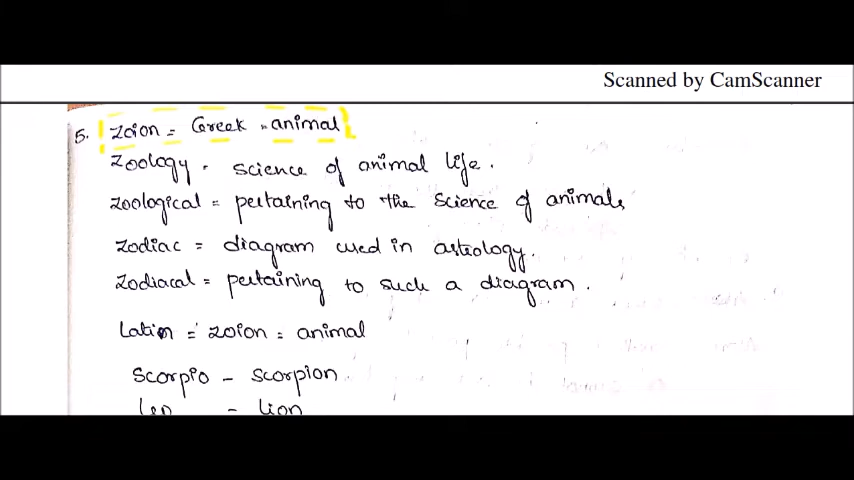 Scanned by CamScanner
5. Zoion = Greek = animal
Zoology = science of animal life.
Zoological = pertaining to the science of animals
Zodiac = diagram used in astrology.
Zodiacal = pertaining to such a diagram.
Latin = zoion = animal
Scorpio – scorpion
Leo – Lion